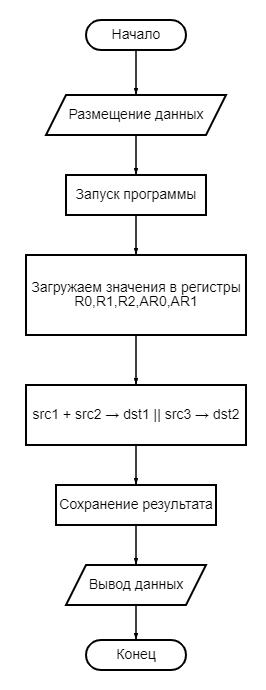 Начало
Размещение данных
Запуск программы
Загружаем значения в регистры
R0,R1,R2,AR0,AR1
src1 + src2 → dst1 || src3 → dst2
Сохранение результата
Вывод данных
Конец